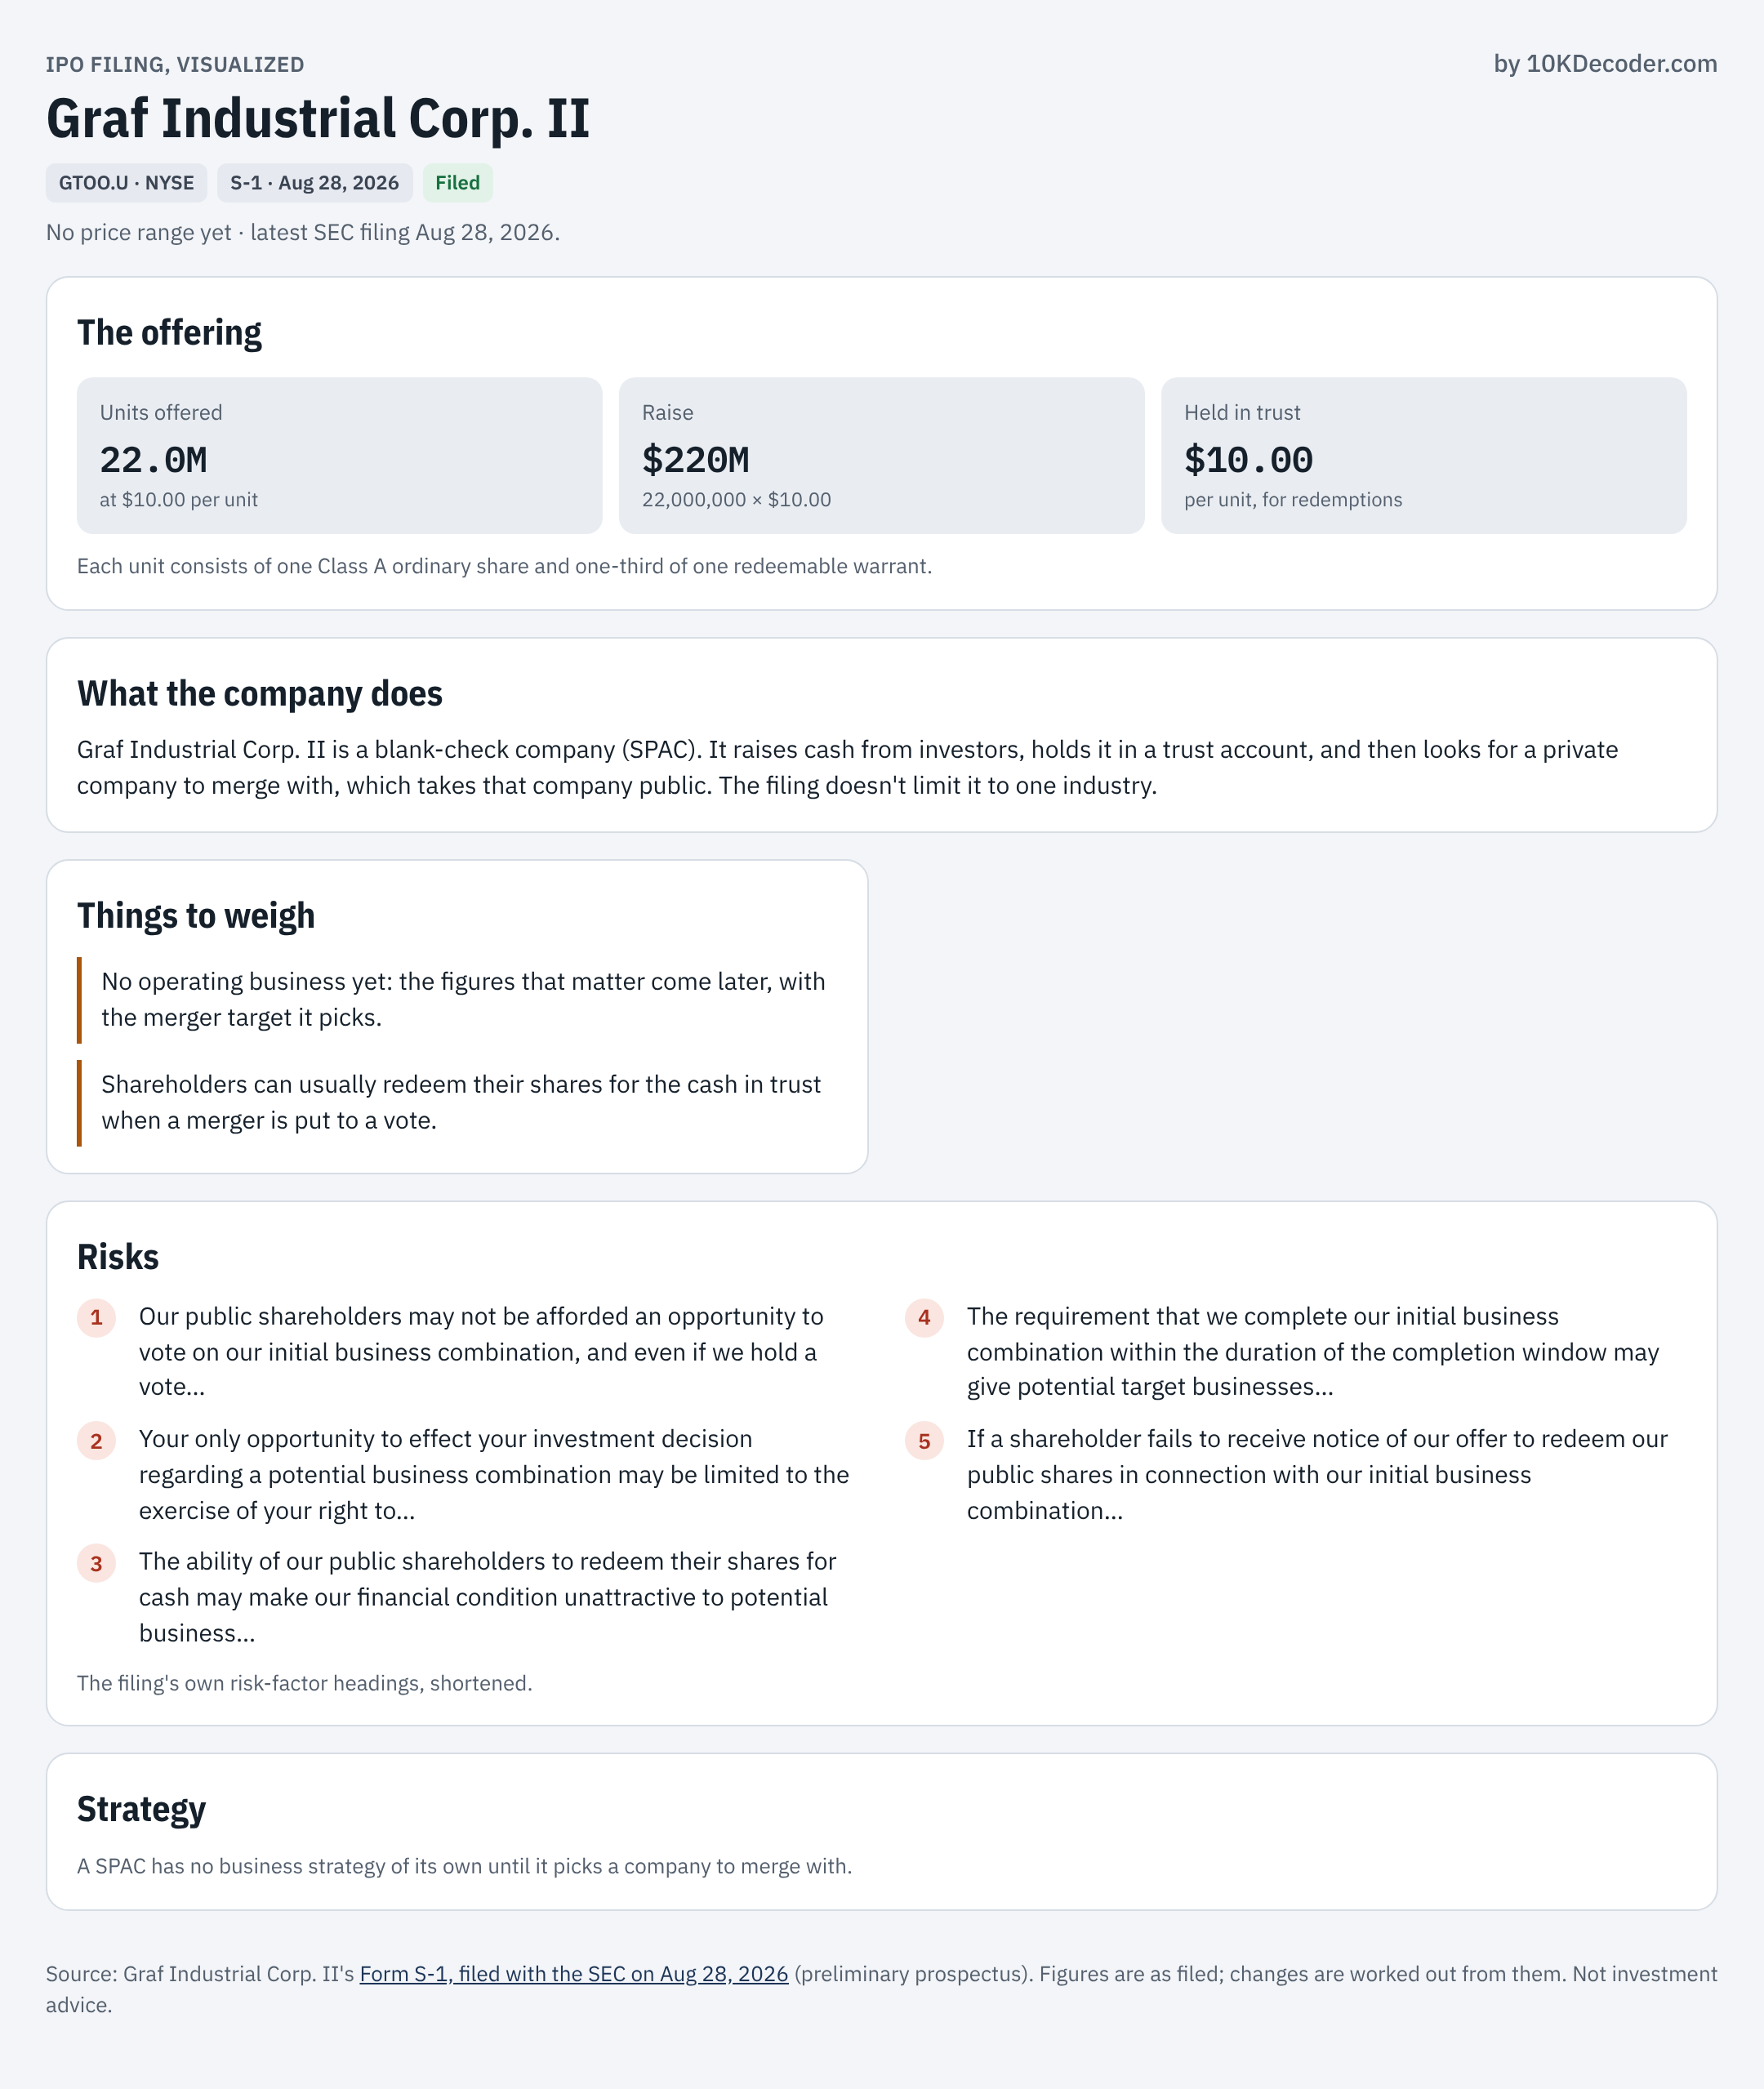 IPO FILING, VISUALIZED
by 10KDecoder.com
Graf Industrial Corp. II
GTOO.U · NYSE
S-1 · Aug 28, 2026
Filed
No price range yet · latest SEC filing Aug 28, 2026.
The offering
Units offered
22.0M
at $10.00 per unit
Raise
$220M
22,000,000 × $10.00
Held in trust
$10.00
per unit, for redemptions
Each unit consists of one Class A ordinary share and one-third of one redeemable warrant.
What the company does
Graf Industrial Corp. II is a blank-check company (SPAC). It raises cash from investors, holds it in a trust account, and then looks for a private
company to merge with, which takes that company public. The filing doesn't limit it to one industry.
Things to weigh
No operating business yet: the figures that matter come later, with
the merger target it picks.
Shareholders can usually redeem their shares for the cash in trust
when a merger is put to a vote.
Risks
1
Our public shareholders may not be afforded an opportunity to
vote on our initial business combination, and even if we hold a
vote...
2
Your only opportunity to effect your investment decision
regarding a potential business combination may be limited to the
exercise of your right to...
3
The ability of our public shareholders to redeem their shares for
cash may make our financial condition unattractive to potential
business...
4
The requirement that we complete our initial business
combination within the duration of the completion window may
give potential target businesses...
5
If a shareholder fails to receive notice of our offer to redeem our
public shares in connection with our initial business
combination...
The filing's own risk-factor headings, shortened.
Strategy
A SPAC has no business strategy of its own until it picks a company to merge with.
Source: Graf Industrial Corp. II's Form S-1, filed with the SEC on Aug 28, 2026 (preliminary prospectus). Figures are as filed; changes are worked out from them. Not investment
advice.